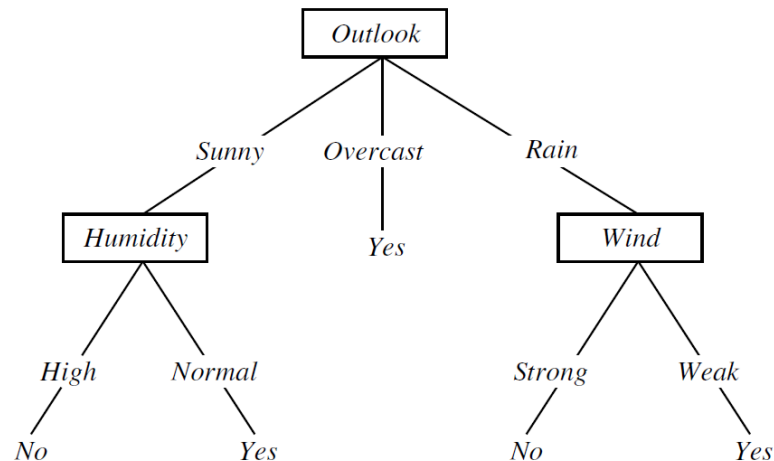 Outlook
Sunny Overcast Rain
Humidity Yes Wind
High Normal Strong Weak
No Yes No Yes